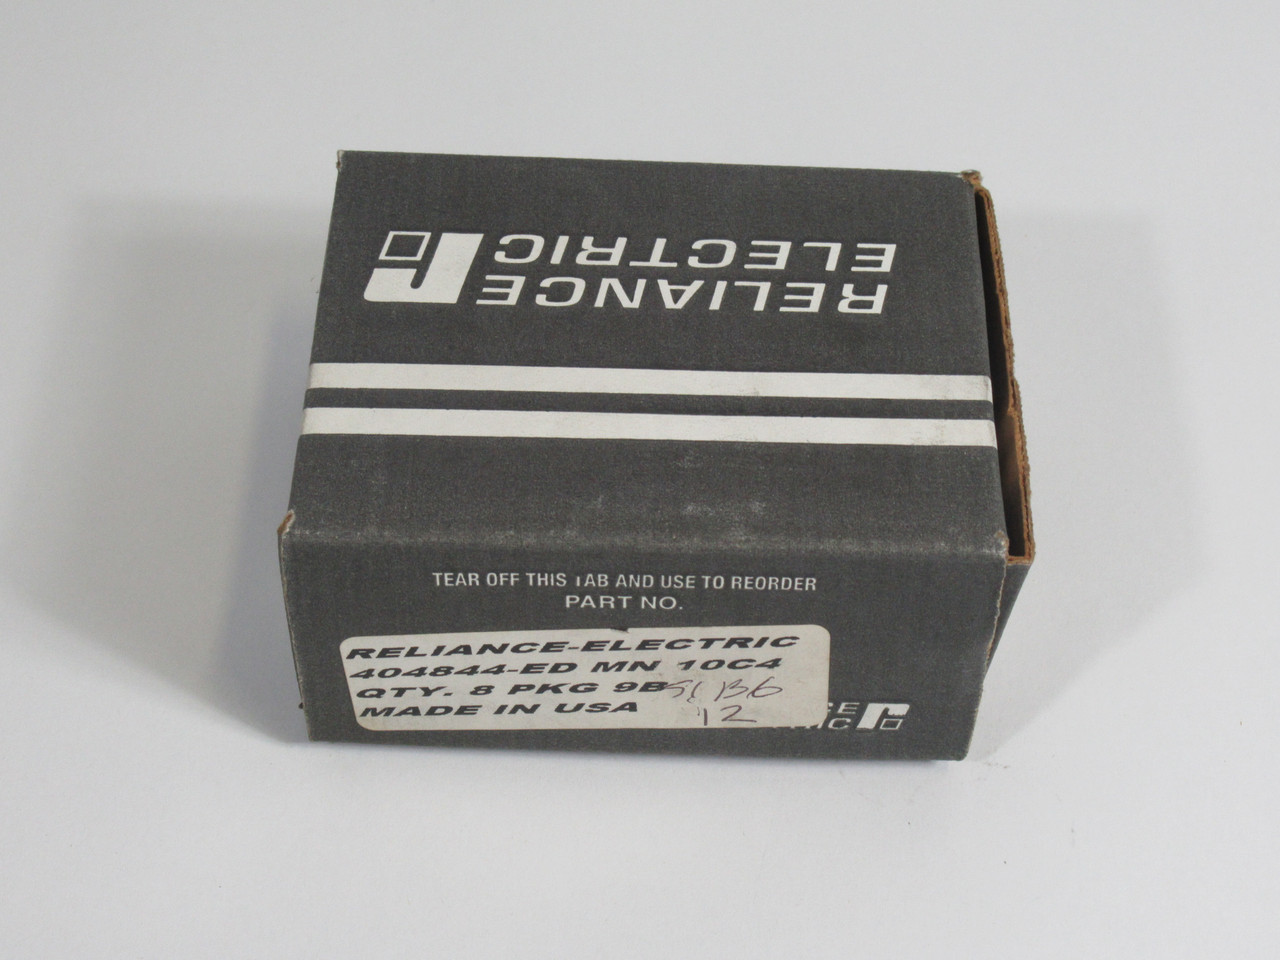 RELIANCE
ELECTRIC
TEAR OFF THIS TAB AND USE TO REORDER
PART NO.
RELIANCE-ELECTRIC
404844-ED MN 10C4
QTY. 8 PKG 9B
MADE IN USA
B6
12